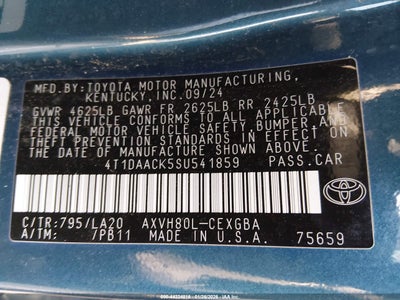 MFD.BY:TOYOTA MOTOR MANUFACTURING,
KENTUCKY INC. 09/24
GVWR 4625LB GAWR FR 2625LB RR 2425LB
THIS VEHICLE CONFORMS TO ALL APPLICABLE
FEDERAL MOTOR VEHICLE SAFETY, BUMPER, AND
THEFT PREVENTION STANDARDS IN EFFECT ON
THE DATE OF MANUFACTURE SHOWN ABOVE.
4T1DAACK5SU541859 PASS.CAR
C/TR:795/LA20 AXVH80L-CEXGBA
A/TM: /PB11 MADE IN U.S.A. 75659
TOYOTA